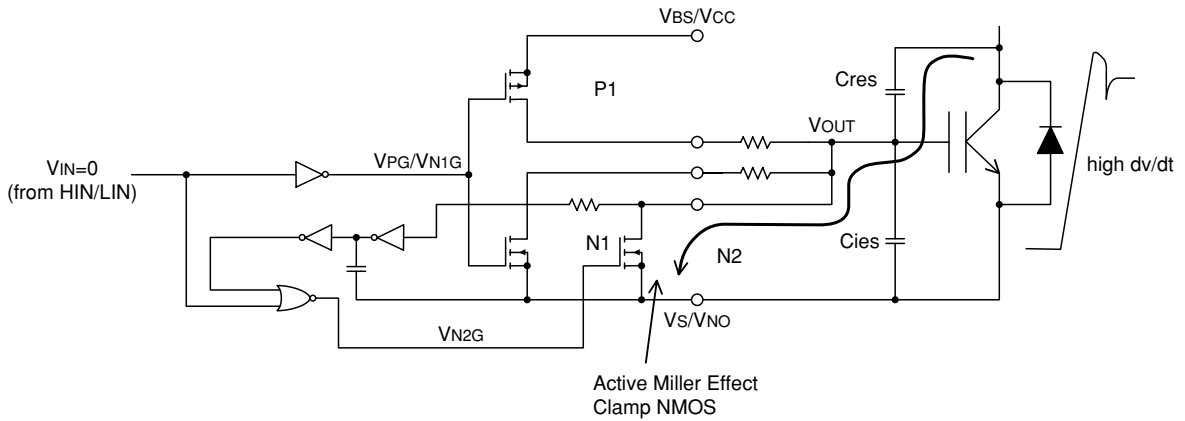 VBS/VCC
Cres
P1
VOUT
VIN=0
(from HIN/LIN)
VPG/VN1G
high dv/dt
N1
N2
Cies
VS/VNO
VN2G
Active Miller Effect
Clamp NMOS